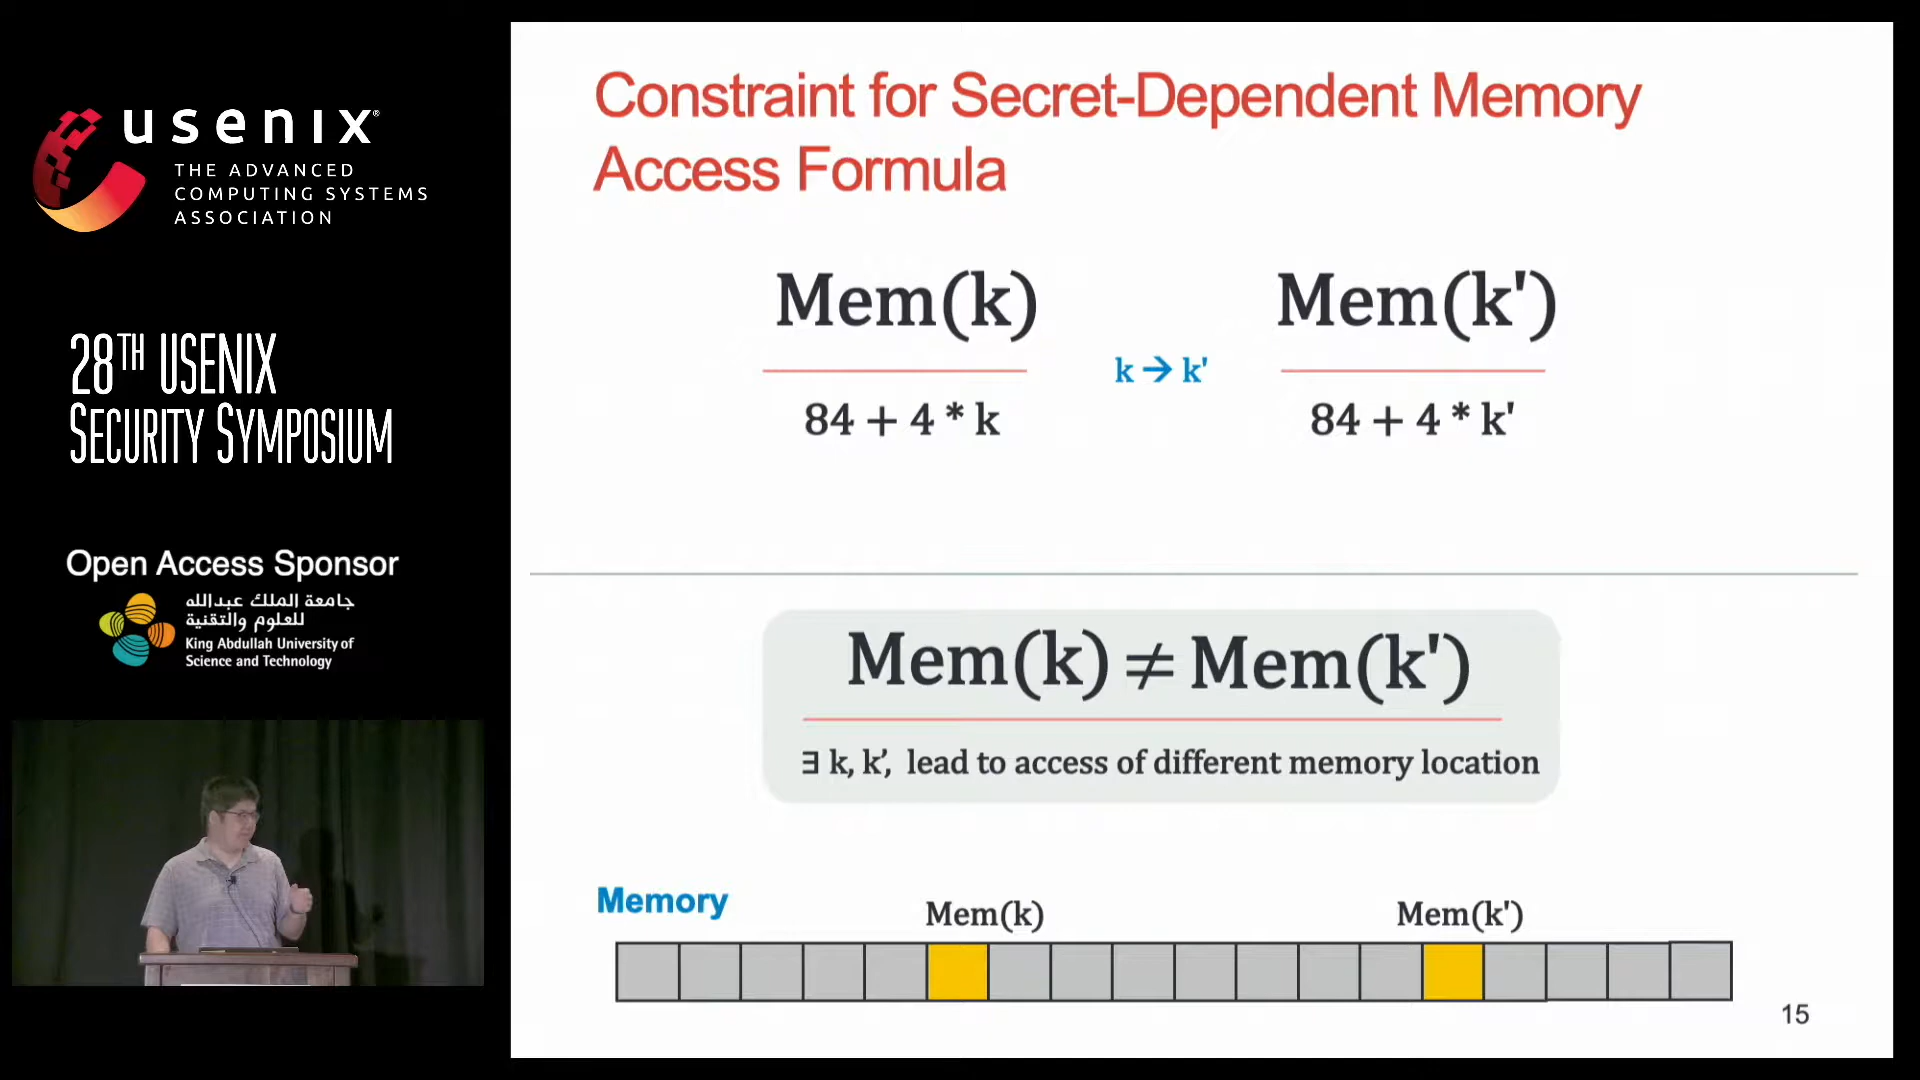 usenix®
THE ADVANCED
COMPUTING SYSTEMS
ASSOCIATION
28TH USENIX
SECURITY SYMPOSIUM
Open Access Sponsor
جامعة الملك عبدالله
للعلوم والتقنية
King Abdullah University of
Science and Technology
Constraint for Secret-Dependent Memory
Access Formula
Mem(k)
84 + 4 * k
k → k'
Mem(k')
84 + 4 * k'
Mem(k) ≠ Mem(k')
∃ k, k’, lead to access of different memory location
Memory
Mem(k)
Mem(k')
15